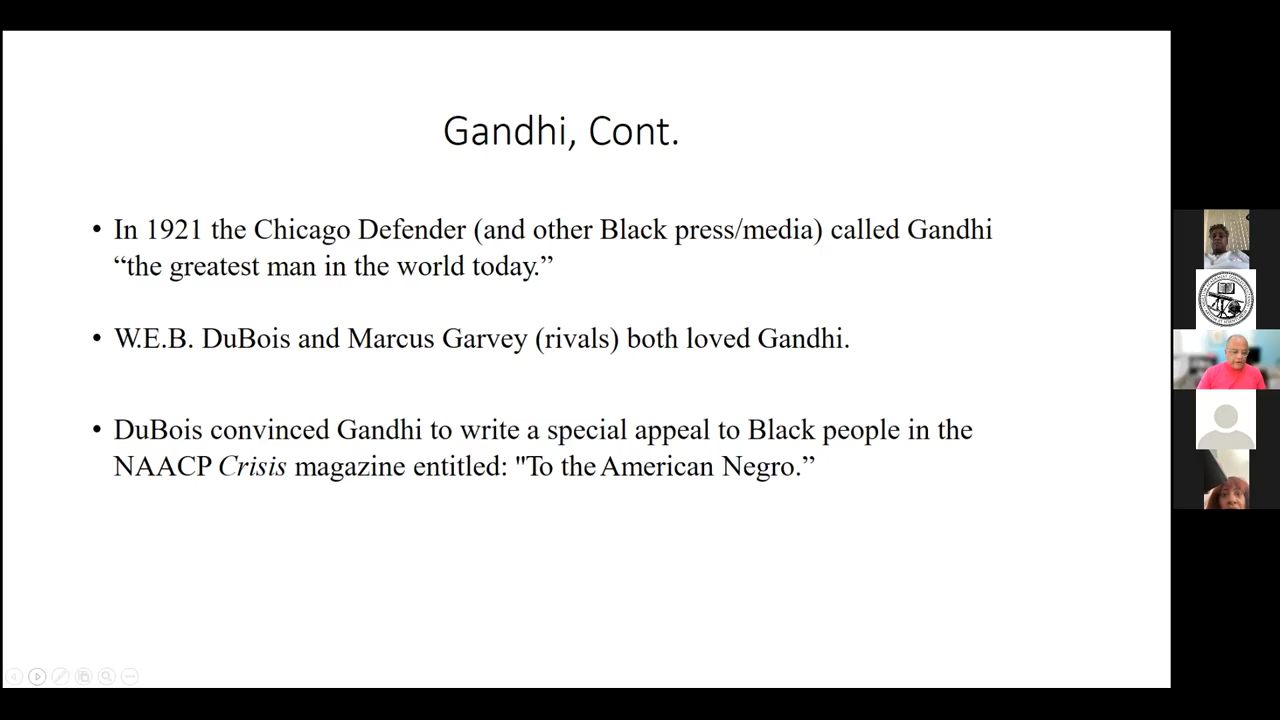 Gandhi, Cont.
• In 1921 the Chicago Defender (and other Black press/media) called Gandhi
“the greatest man in the world today.”
• W.E.B. DuBois and Marcus Garvey (rivals) both loved Gandhi.
• DuBois convinced Gandhi to write a special appeal to Black people in the
NAACP Crisis magazine entitled: "To the American Negro.”